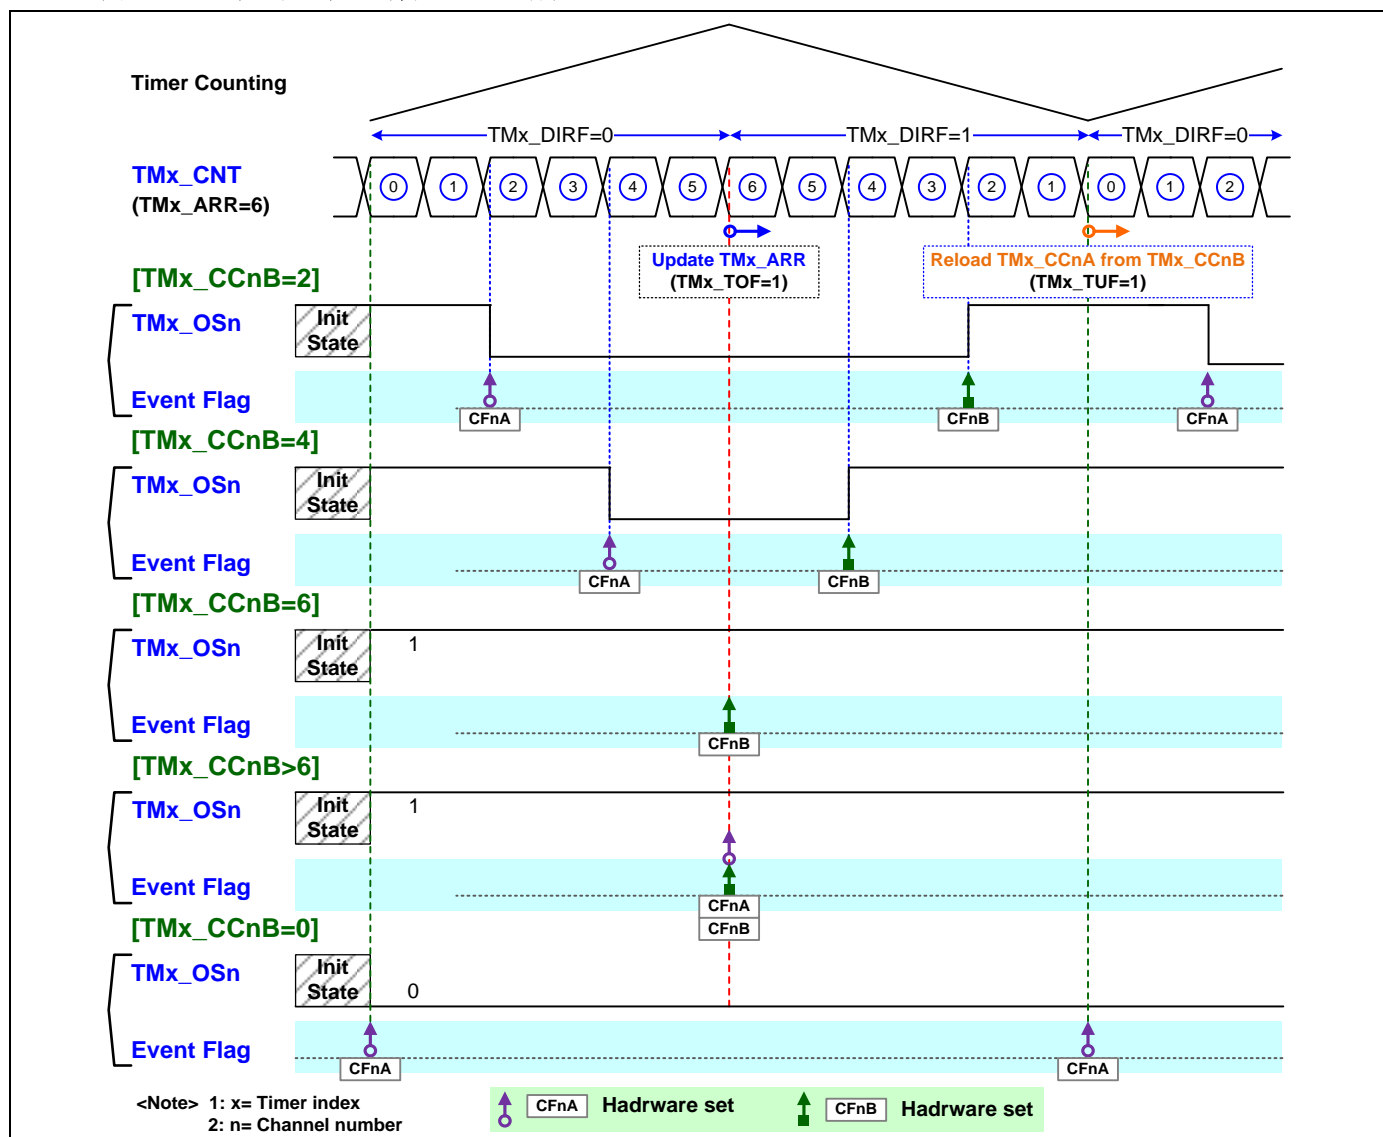 Timer Counting
TMx_DIRF=0 TMx_DIRF=1 TMx_DIRF=0
TMx_CNT
(TMx_ARR=6)
0 1 2 3 4 5 6 5 4 3 2 1 0 1 2
Update TMx_ARR
(TMx_TOF=1)
Reload TMx_CCnA from TMx_CCnB
(TMx_TUF=1)
[TMx_CCnB=2]
TMx_OSn
Init
State
Event Flag
CFnA CFnB CFnA
[TMx_CCnB=4]
TMx_OSn
Init
State
Event Flag
CFnA CFnB
[TMx_CCnB=6]
TMx_OSn
Init
State
1
Event Flag
CFnB
[TMx_CCnB>6]
TMx_OSn
Init
State
1
Event Flag
CFnA
CFnB
[TMx_CCnB=0]
TMx_OSn
Init
State
0
Event Flag
CFnA CFnA
<Note> 1: x= Timer index
2: n= Channel number
CFnA Hadrware set CFnB Hadrware set